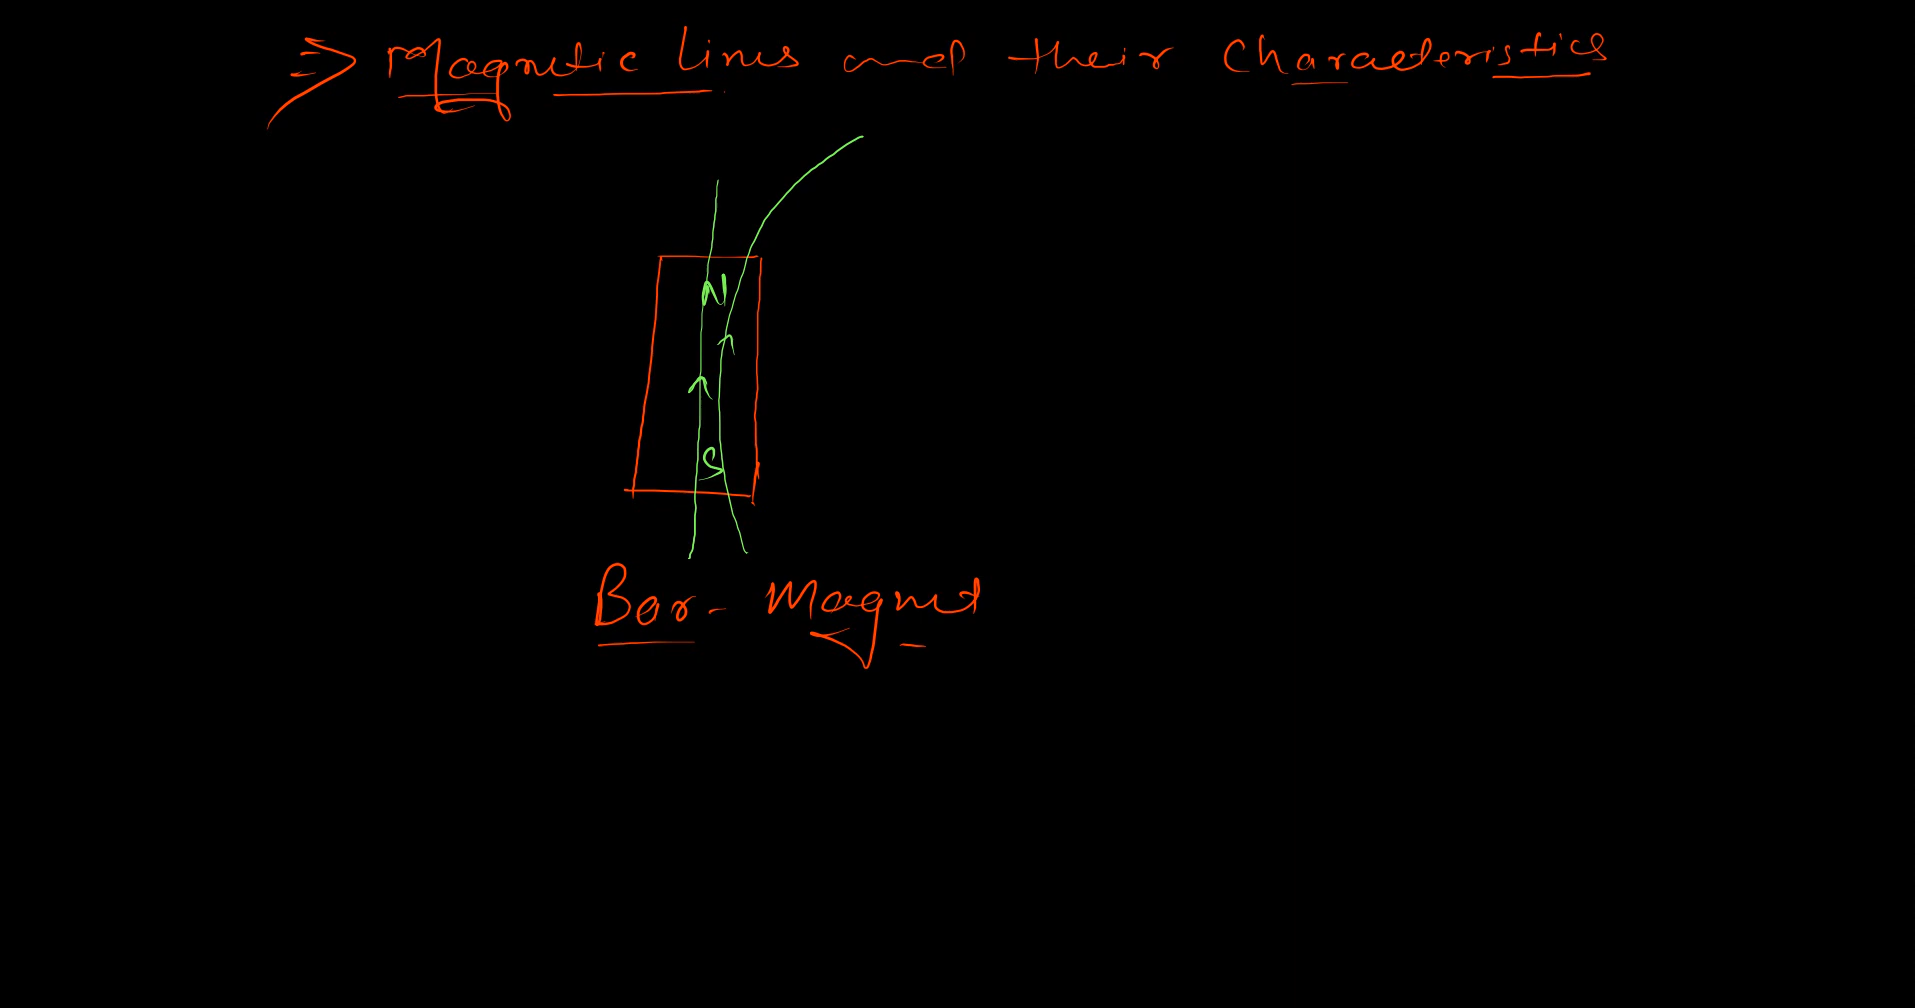 ⇒ Magnetic lines and their Characteristics
N
S
Bar - Magnet